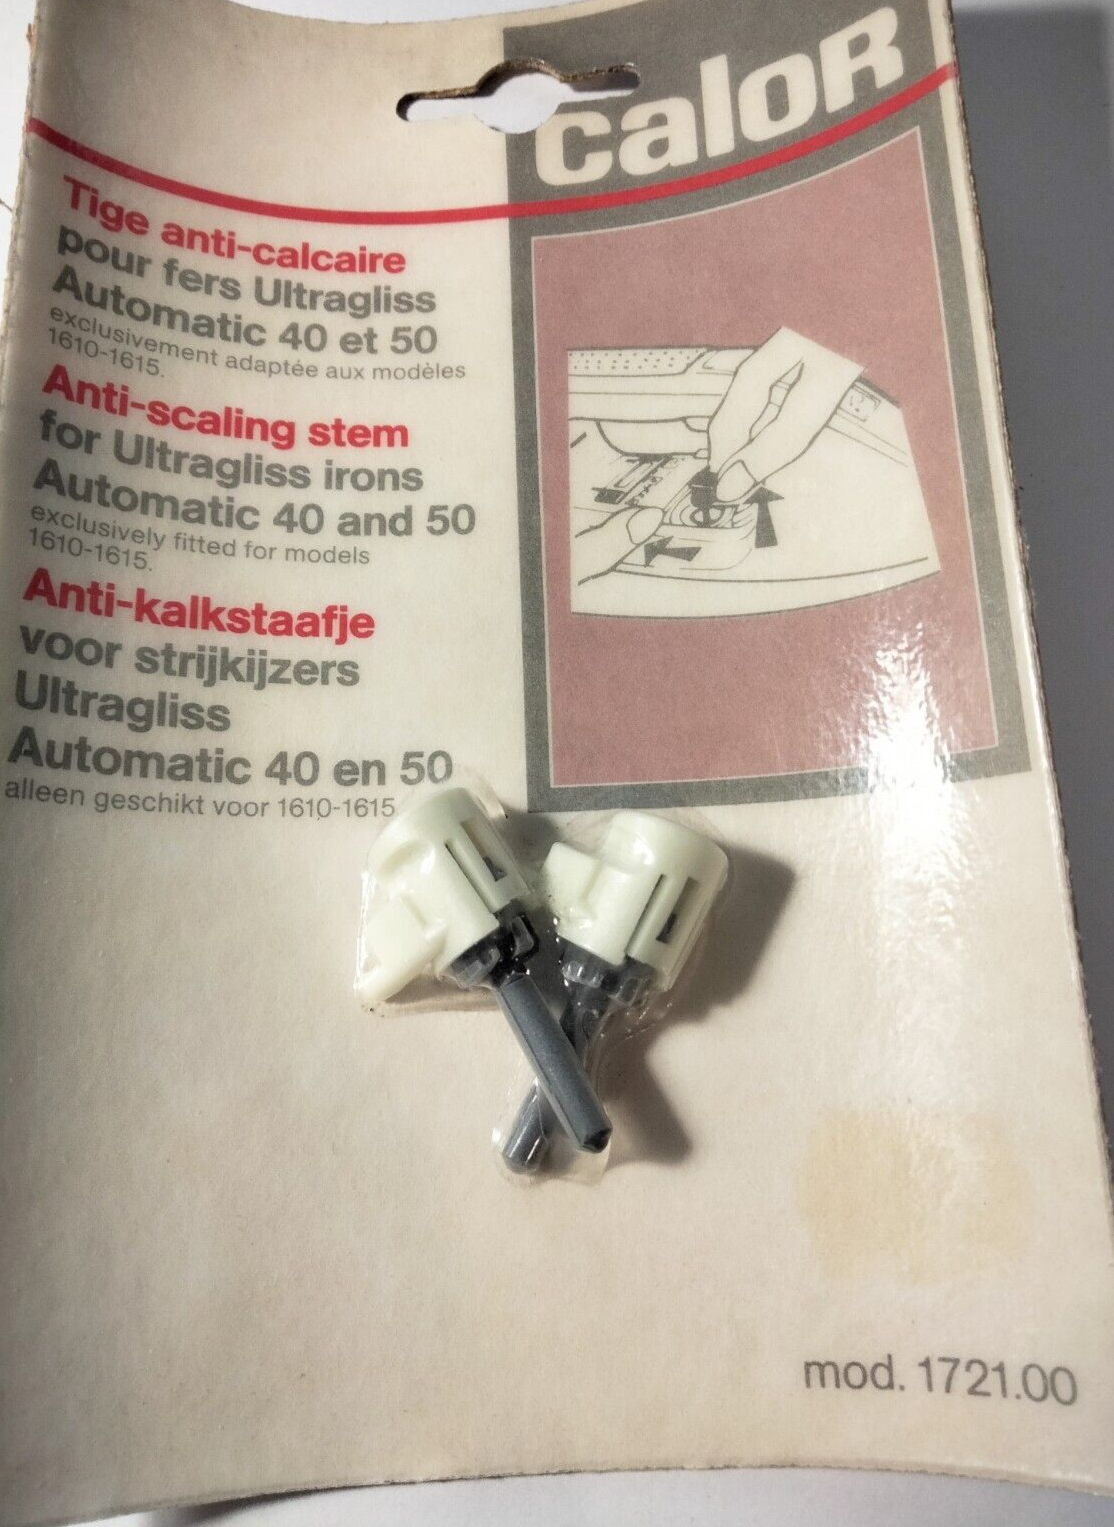 calor
Tige anti-calcaire
pour fers Ultragliss
Automatic 40 et 50
exclusivement adaptée aux modèles
1610-1615.
Anti-scaling stem
for Ultragliss irons
Automatic 40 and 50
exclusively fitted for models
1610-1615.
Anti-kalkstaafje
voor strijkijzers
Ultragliss
Automatic 40 en 50
alleen geschikt voor 1610-1615
mod. 1721.00